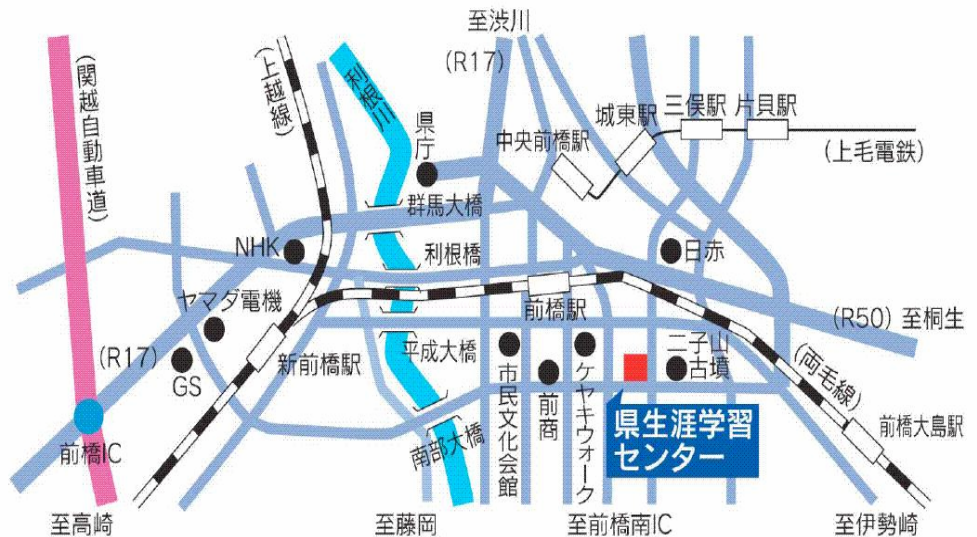 至渋川
(R17)
(関越自動車道)
(上越線)
利根川
県庁
三俣駅
片貝駅
城東駅
中央前橋駅
(上毛電鉄)
群馬大橋
NHK
利根橋
日赤
ヤマダ電機
前橋駅
(R50) 至桐生
(R17)
新前橋駅
平成大橋
二子山
古墳
GS
(両毛線)
市民文化会館
前商
ケヤキウォーク
県生涯学習
センター
前橋大島駅
前橋IC
南部大橋
至高崎
至藤岡
至前橋南IC
至伊勢崎